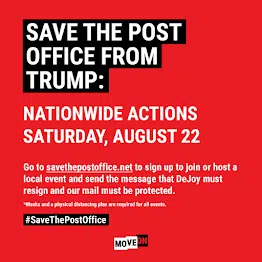 SAVE THE POST
OFFICE FROM
TRUMP:
NATIONWIDE ACTIONS
SATURDAY, AUGUST 22
Go to savethepostoffice.net to sign up to join or host a
local event and send the message that DeJoy must
resign and our mail must be protected.
*Masks and a physical distancing plan are required for all events.
#SaveThePostOffice
MOVEON